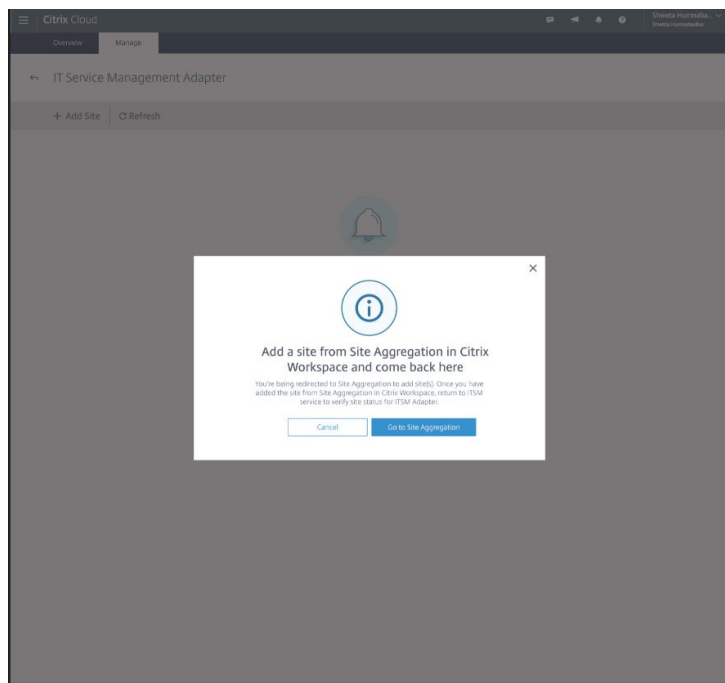 Citrix Cloud
Shweta Hunnaba...
Overview Manage
IT Service Management Adapter
+ Add Site Refresh
Add a site from Site Aggregation in Citrix
Workspace and come back here
You're being redirected to Site Aggregation to add site(s). Once you have
added the site from Site Aggregation in Citrix Workspace, return to ITSM
service to verify site status for ITSM Adapter.
Cancel Go to Site Aggregation